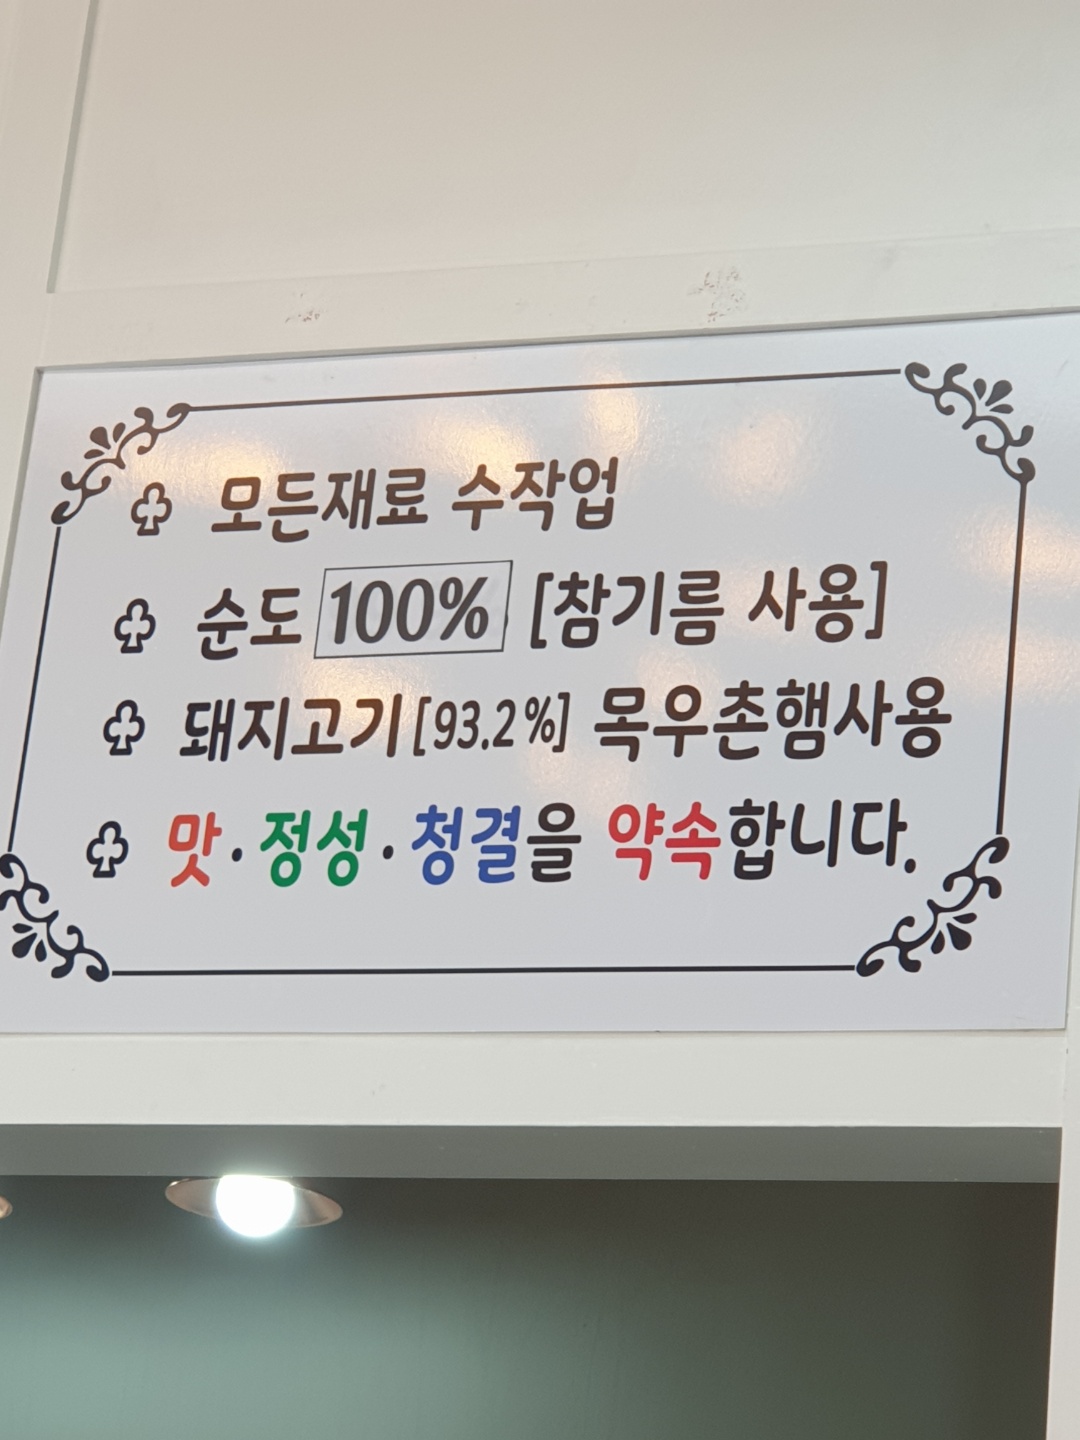 ♧ 모든재료 수작업
♧ 순도 100% [참기름 사용]
♧ 돼지고기[93.2%] 목우촌햄사용
♧ 맛·정성·청결을 약속합니다.